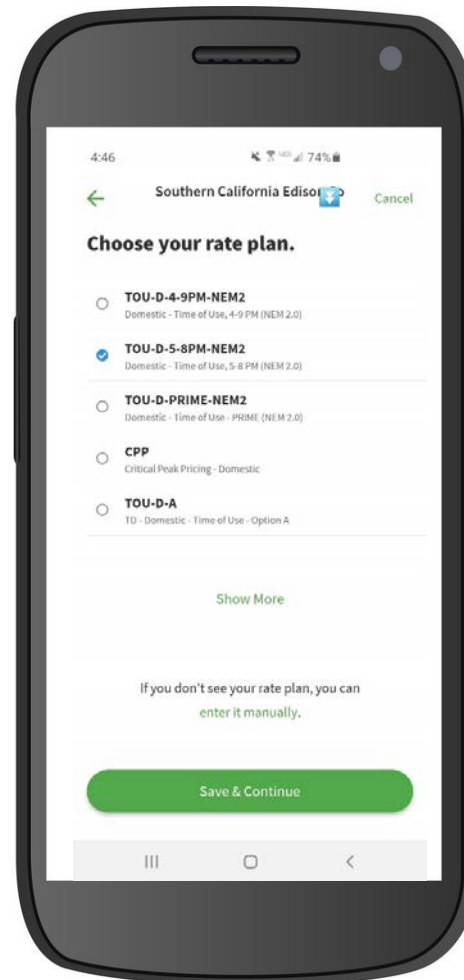 4:46
74%
Southern California Edison
Cancel
Choose your rate plan.
TOU-D-4-9PM-NEM2
Domestic - Time of Use, 4-9 PM (NEM 2.0)
TOU-D-5-8PM-NEM2
Domestic - Time of Use, 5-8 PM (NEM 2.0)
TOU-D-PRIME-NEM2
Domestic - Time of Use - PRIME (NEM 2.0)
CPP
Critical Peak Pricing - Domestic
TOU-D-A
TD - Domestic - Time of Use - Option A
Show More
If you don't see your rate plan, you can
enter it manually.
Save & Continue